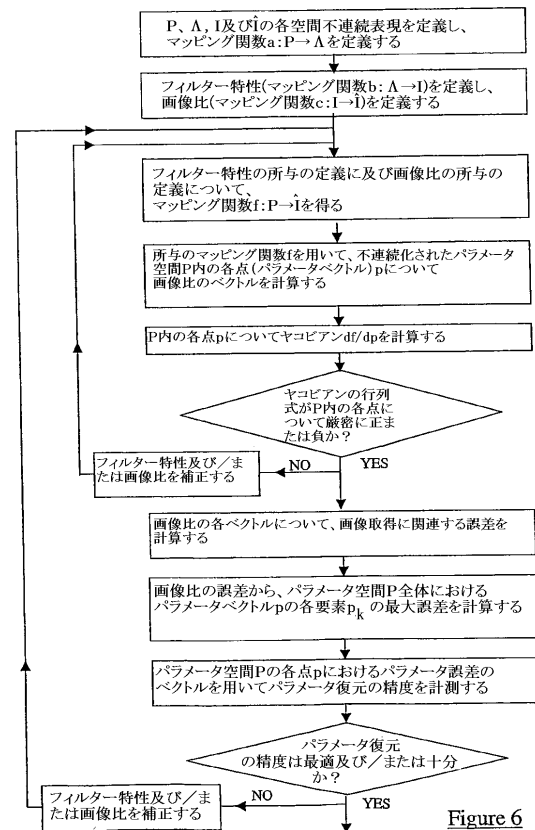 P、Λ, I及びÎの各空間不連続表現を定義し、
マッピング関数a:P→Λを定義する
フィルター特性(マッピング関数b:Λ→I)を定義し、
画像比(マッピング関数c:I→Î)を定義する
フィルター特性の所与の定義に及び画像比の所与の
定義について、
マッピング関数f:P→Îを得る
所与のマッピング関数fを用いて、不連続化されたパラメータ
空間P内の各点(パラメータベクトル)pについて
画像比のベクトルを計算する
P内の各点pについてヤコビアンdf/dpを計算する
ヤコビアンの行列
式がP内の各点に
ついて厳密に正ま
たは負か?
NO
YES
フィルター特性及び/ま
たは画像比を補正する
画像比の各ベクトルについて、画像取得に関連する誤差を
計算する
画像比の誤差から、パラメータ空間P全体における
パラメータベクトルpの各要素pk の最大誤差を計算する
パラメータ空間Pの各点pにおけるパラメータ誤差の
ベクトルを用いてパラメータ復元の精度を計測する
パラメータ復元
の精度は最適及び/または十分
か?
NO
YES
フィルター特性及び/ま
たは画像比を補正する
Figure 6